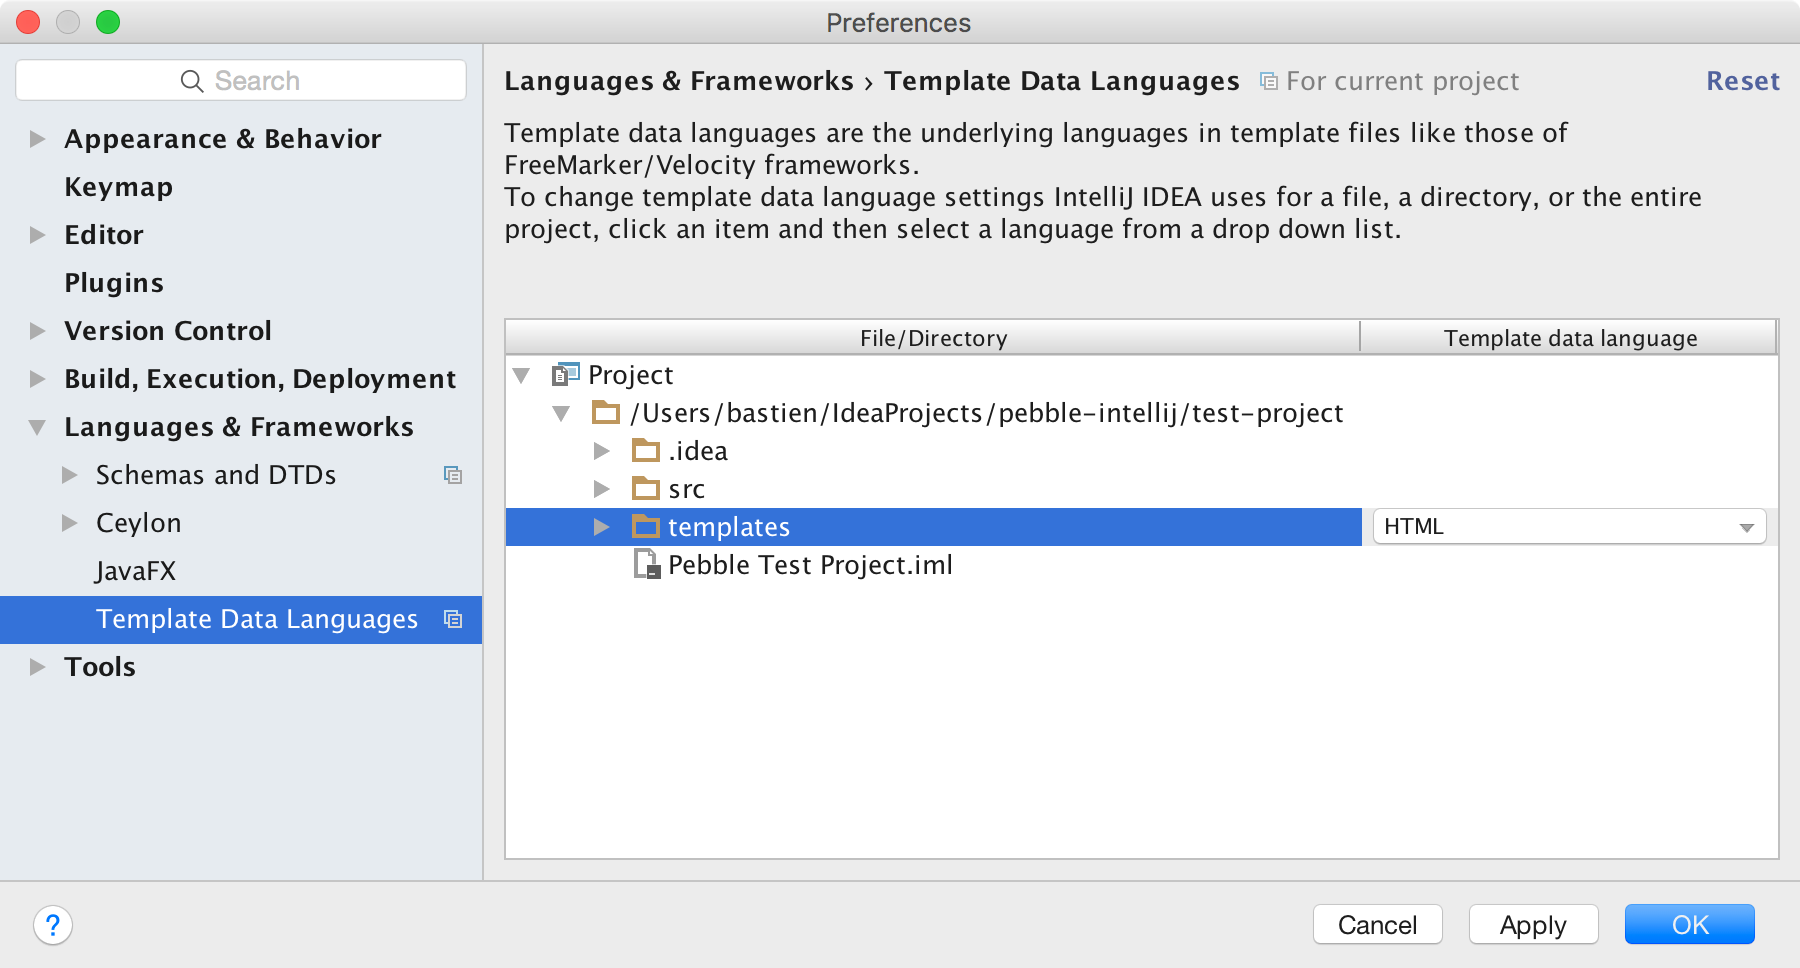 Preferences
Search
Appearance & Behavior
Keymap
Editor
Plugins
Version Control
Build, Execution, Deployment
Languages & Frameworks
Schemas and DTDs
Ceylon
JavaFX
Template Data Languages
Tools
Languages & Frameworks › Template Data Languages For current project Reset
Template data languages are the underlying languages in template files like those of
FreeMarker/Velocity frameworks.
To change template data language settings IntelliJ IDEA uses for a file, a directory, or the entire
project, click an item and then select a language from a drop down list.
File/Directory Template data language
Project
/Users/bastien/IdeaProjects/pebble-intellij/test-project
.idea
src
templates HTML
Pebble Test Project.iml
? Cancel Apply OK